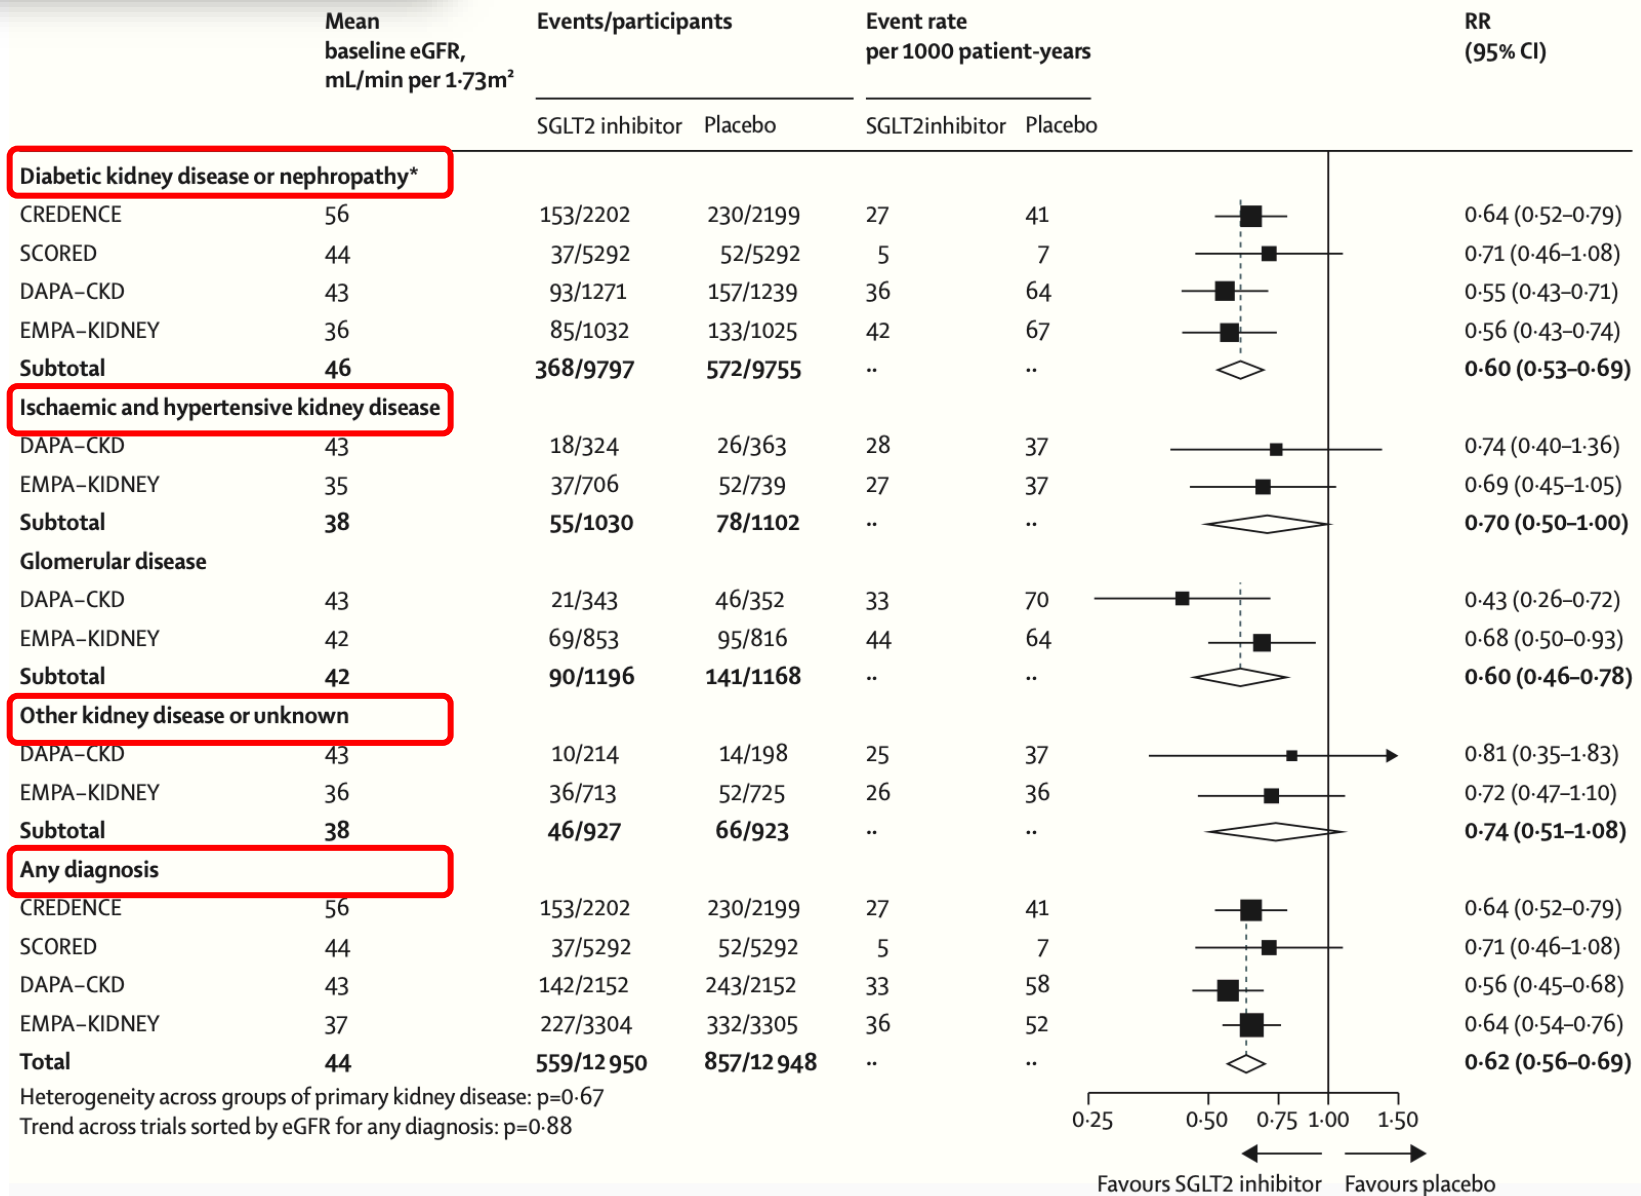 Mean baseline eGFR, mL/min per 1·73m² Events/participants Event rate per 1000 patient-years RR (95% CI)
SGLT2 inhibitor Placebo SGLT2inhibitor Placebo
Diabetic kidney disease or nephropathy*
CREDENCE 56 153/2202 230/2199 27 41 0·64 (0·52–0·79)
SCORED 44 37/5292 52/5292 5 7 0·71 (0·46–1·08)
DAPA–CKD 43 93/1271 157/1239 36 64 0·55 (0·43–0·71)
EMPA–KIDNEY 36 85/1032 133/1025 42 67 0·56 (0·43–0·74)
Subtotal 46 368/9797 572/9755 ·· ·· 0·60 (0·53–0·69)
Ischaemic and hypertensive kidney disease
DAPA–CKD 43 18/324 26/363 28 37 0·74 (0·40–1·36)
EMPA–KIDNEY 35 37/706 52/739 27 37 0·69 (0·45–1·05)
Subtotal 38 55/1030 78/1102 ·· ·· 0·70 (0·50–1·00)
Glomerular disease
DAPA–CKD 43 21/343 46/352 33 70 0·43 (0·26–0·72)
EMPA–KIDNEY 42 69/853 95/816 44 64 0·68 (0·50–0·93)
Subtotal 42 90/1196 141/1168 ·· ·· 0·60 (0·46–0·78)
Other kidney disease or unknown
DAPA–CKD 43 10/214 14/198 25 37 0·81 (0·35–1·83)
EMPA–KIDNEY 36 36/713 52/725 26 36 0·72 (0·47–1·10)
Subtotal 38 46/927 66/923 ·· ·· 0·74 (0·51–1·08)
Any diagnosis
CREDENCE 56 153/2202 230/2199 27 41 0·64 (0·52–0·79)
SCORED 44 37/5292 52/5292 5 7 0·71 (0·46–1·08)
DAPA–CKD 43 142/2152 243/2152 33 58 0·56 (0·45–0·68)
EMPA–KIDNEY 37 227/3304 332/3305 36 52 0·64 (0·54–0·76)
Total 44 559/12 950 857/12 948 ·· ·· 0·62 (0·56–0·69)
Heterogeneity across groups of primary kidney disease: p=0·67
Trend across trials sorted by eGFR for any diagnosis: p=0·88
0·25 0·50 0·75 1·00 1·50
Favours SGLT2 inhibitor Favours placebo